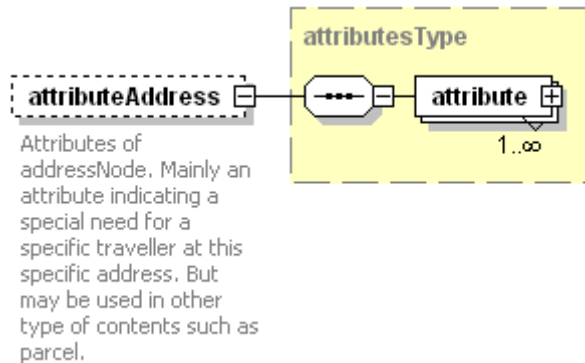 attributesType
attributeAddress
attribute
1..∞
Attributes of
addressNode. Mainly an
attribute indicating a
special need for a
specific traveller at this
specific address. But
may be used in other
type of contents such as
parcel.